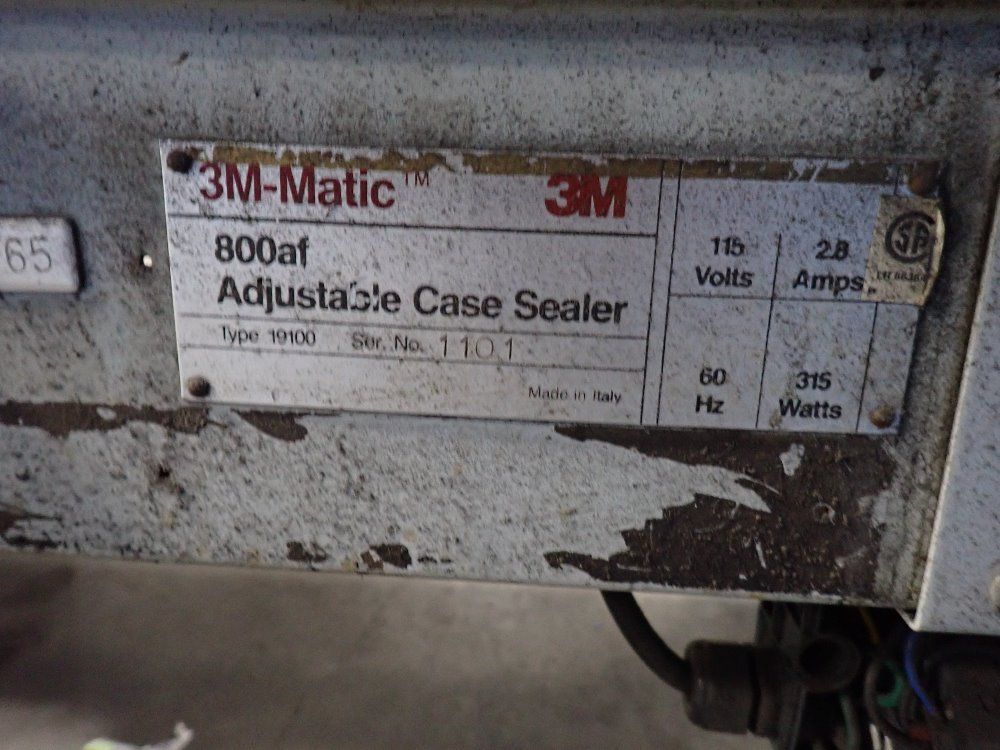 65
3M-Matic™ 3M
800af
Adjustable Case Sealer
Type 19100 Ser. No. 1101
Made in Italy
115
Volts
2.8
Amps.
60
Hz
315
Watts